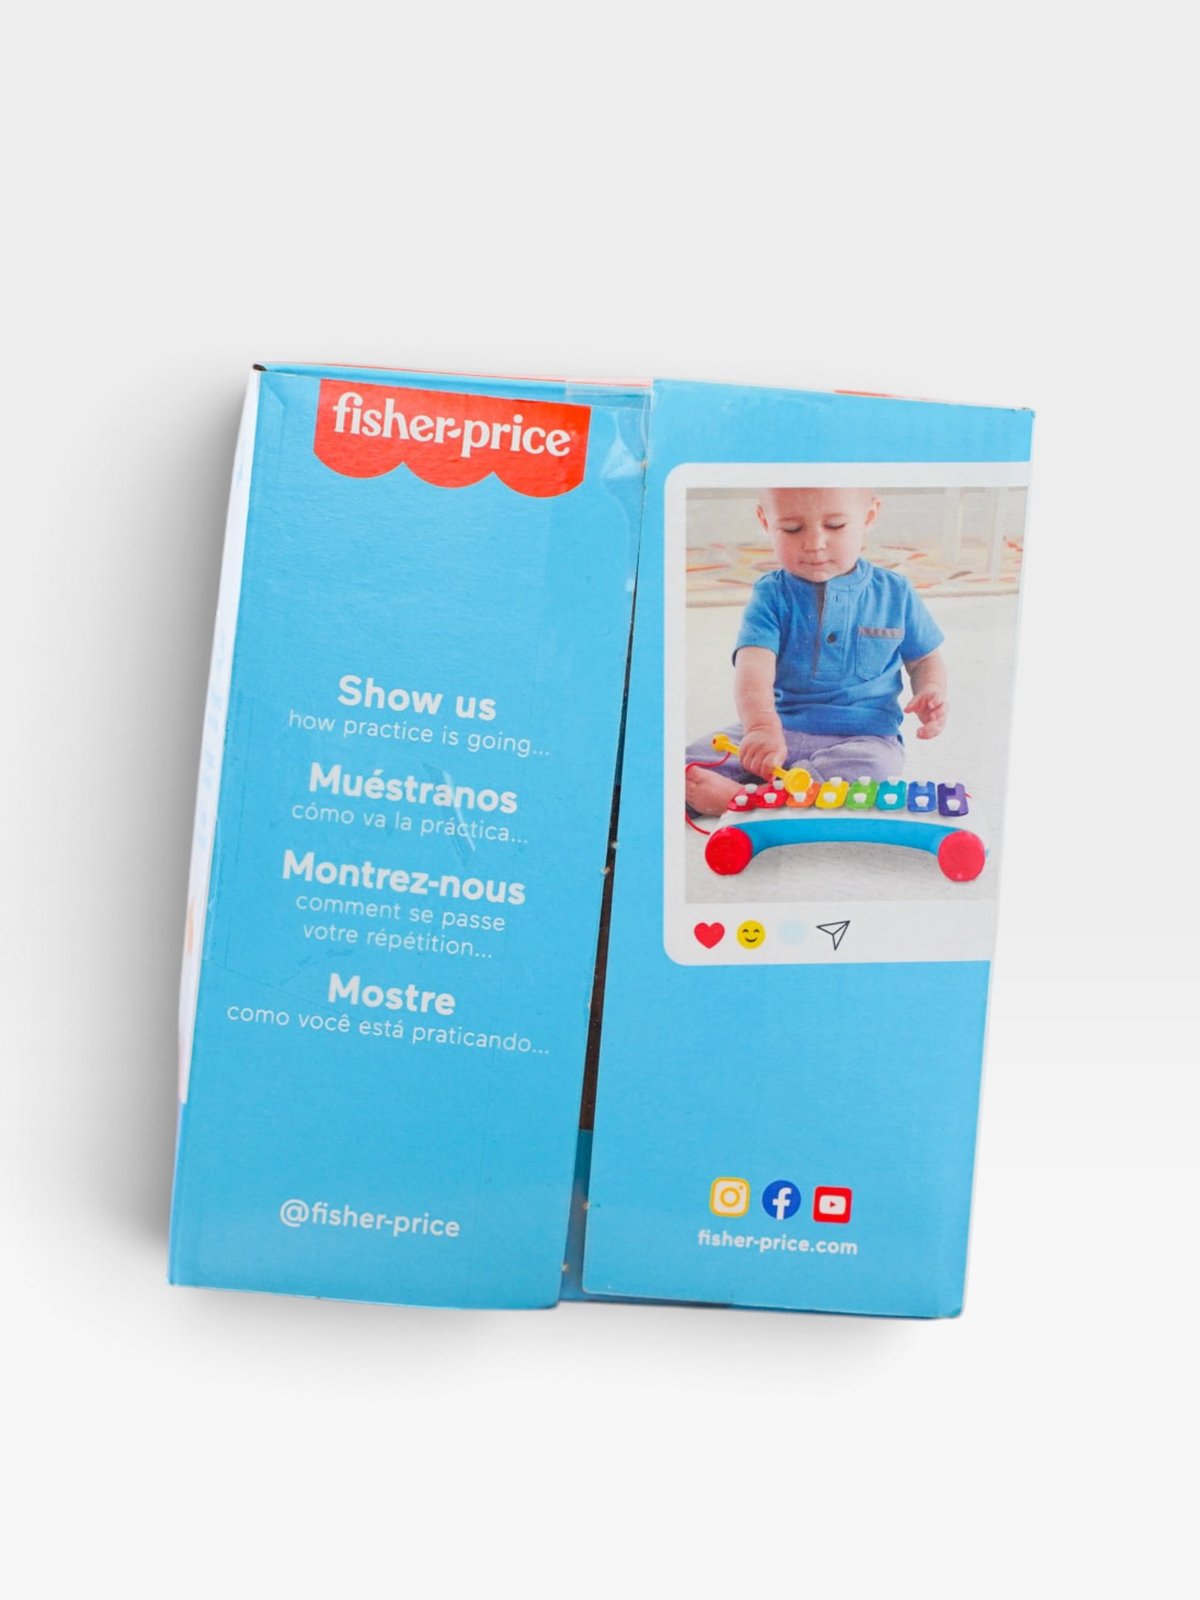 fisher-price
Show us
how practice is going...
Muéstranos
cómo va la práctica...
Montrez-nous
comment se passe
votre répétition...
Mostre
como você está praticando...
@fisher-price
fisher-price.com